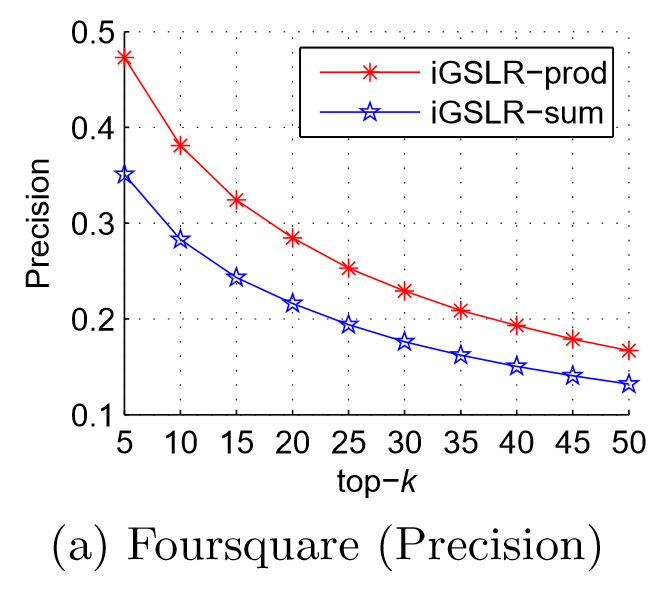 0.5
0.4
0.3
0.2
0.1
Precision
iGSLR−prod
iGSLR−sum
5 10 15 20 25 30 35 40 45 50
top−k
(a) Foursquare (Precision)